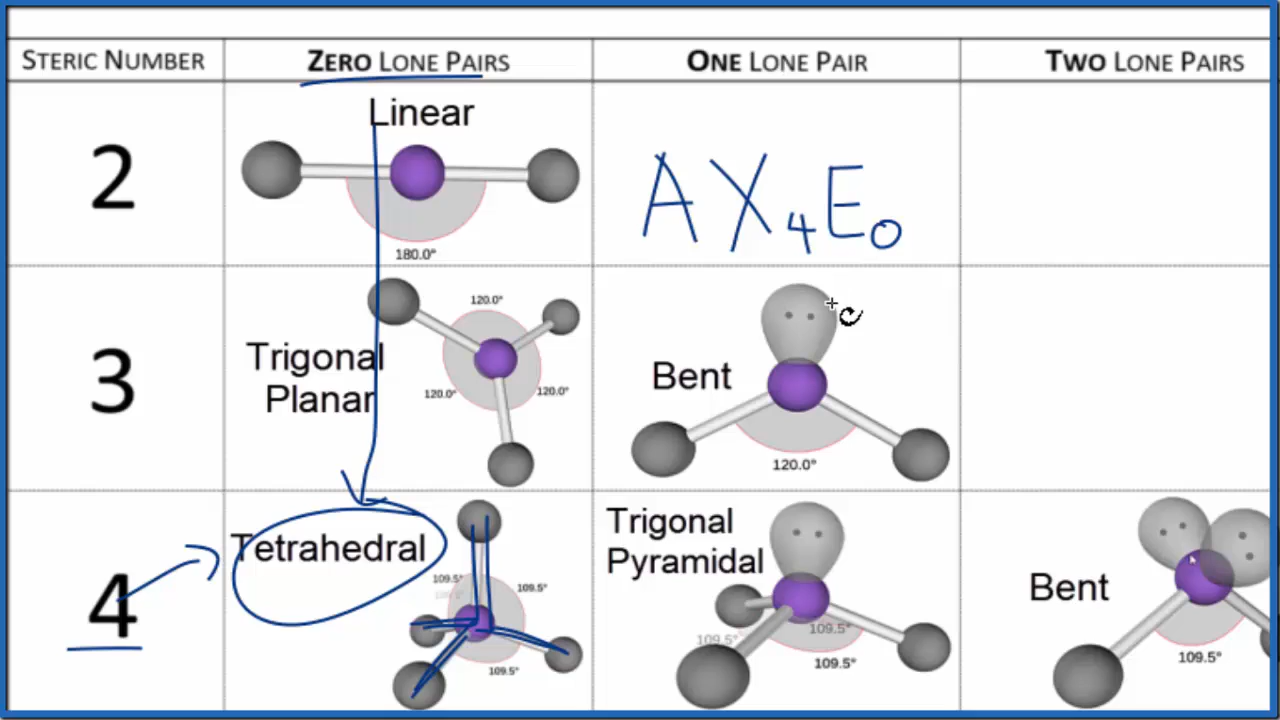 STERIC NUMBER
ZERO LONE PAIRS
ONE LONE PAIR
TWO LONE PAIRS
2
Linear
180.0°
AX4E0
3
Trigonal
Planar
120.0°
120.0°
120.0°
Bent
120.0°
4
Tetrahedral
109.5°
109.5°
109.5°
Trigonal
Pyramidal
109.5°
109.5°
109.5°
Bent
109.5°